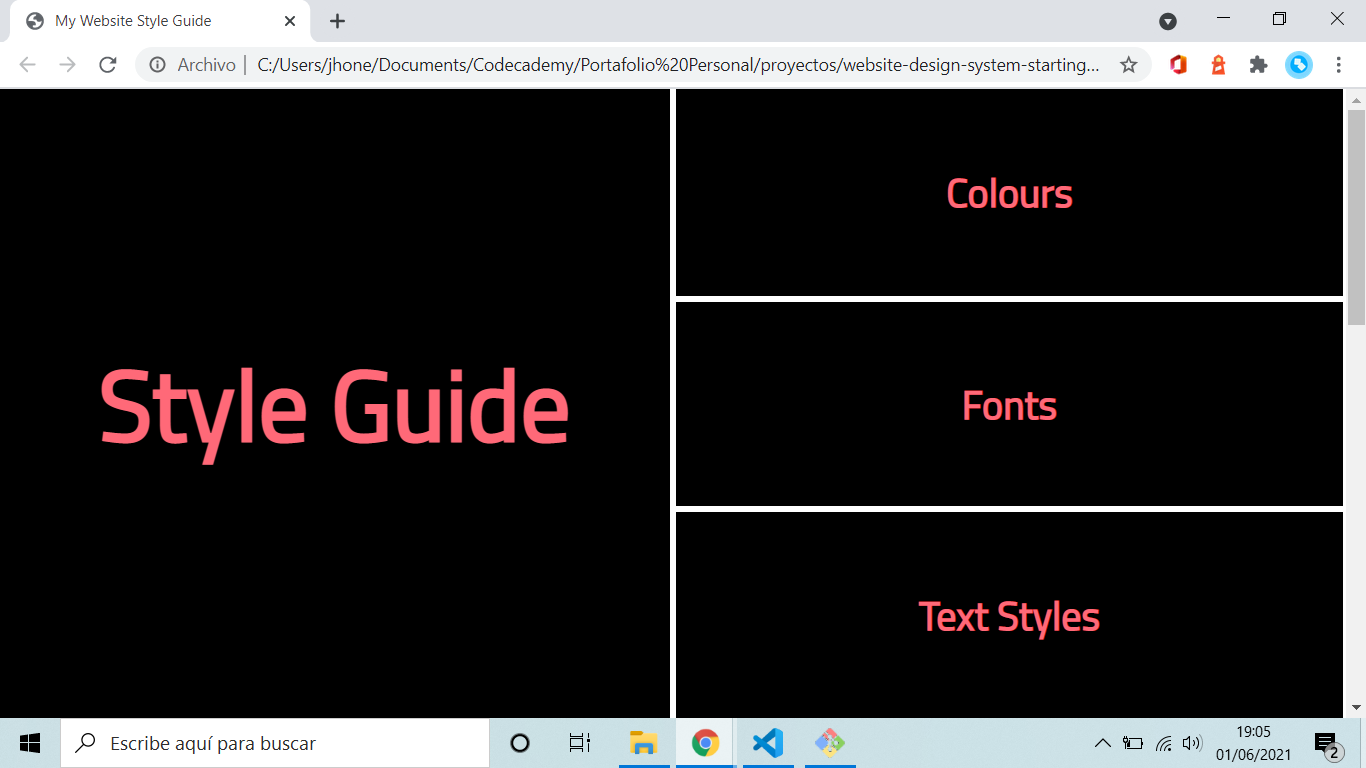 My Website Style Guide
Archivo | C:/Users/jhone/Documents/Codecademy/Portafolio%20Personal/proyectos/website-design-system-starting...
Style Guide
Colours
Fonts
Text Styles
Escribe aquí para buscar
19:05
01/06/2021
2